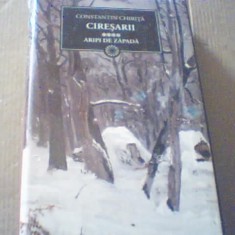 CONSTANTIN CHIRIȚĂ
CIREȘARII
****
ARIPI DE ZĂPADĂ